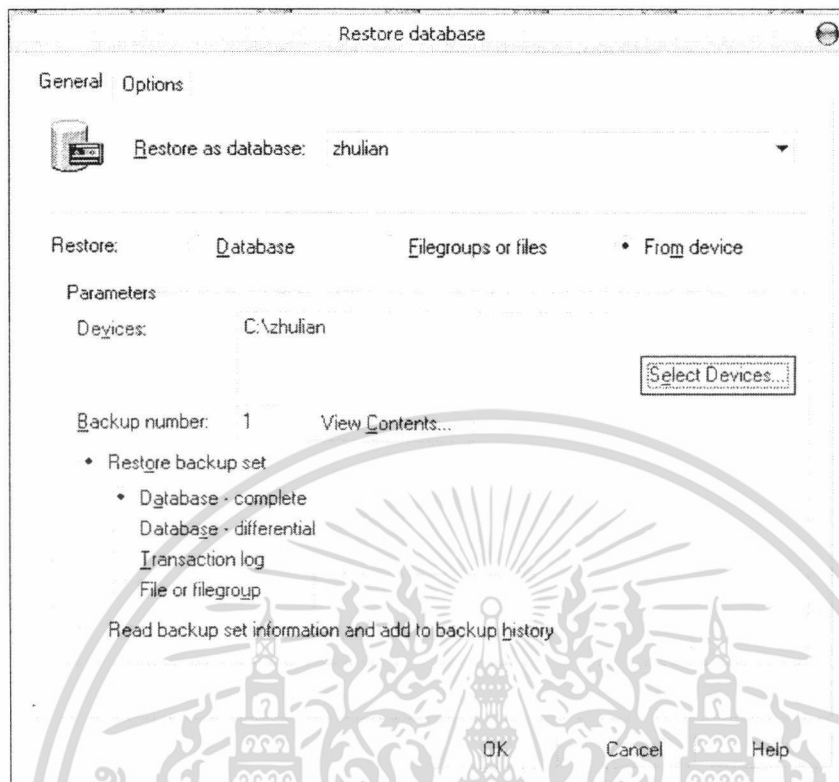 Restore database
General Options
Restore as database: zhulian
Restore: Database Filegroups or files From device
Parameters
Devices: C:\zhulian
Select Devices...
Backup number: 1 View Contents...
Restore backup set
Database - complete
Database - differential
Transaction log
File or filegroup
Read backup set information and add to backup history
OK Cancel Help